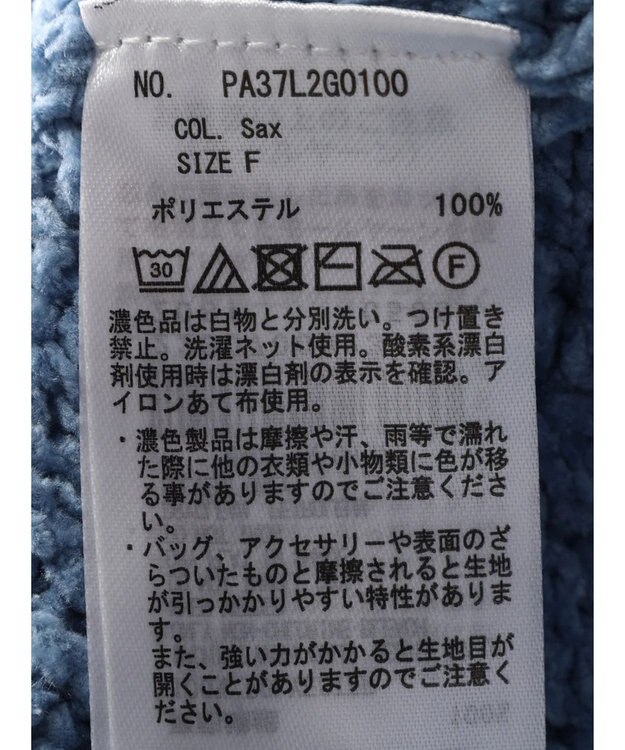 NO. PA37L2G0100
COL. Sax
SIZE F
ポリエステル 100%
30
F
濃色品は白物と分別洗い。つけ置き
禁止。洗濯ネット使用。酸素系漂白
剤使用時は漂白剤の表示を確認。ア
イロンあて布使用。
・濃色製品は摩擦や汗、雨等で濡れ
た際に他の衣類や小物類に色が移
る事がありますのでご注意くださ
い。
・バッグ、アクセサリーや表面のざ
らついたものと摩擦されると生地
が引っかかりやすい特性がありま
す。
また、強い力がかかると生地目が
開くことがありますのでご注意く
ださい。